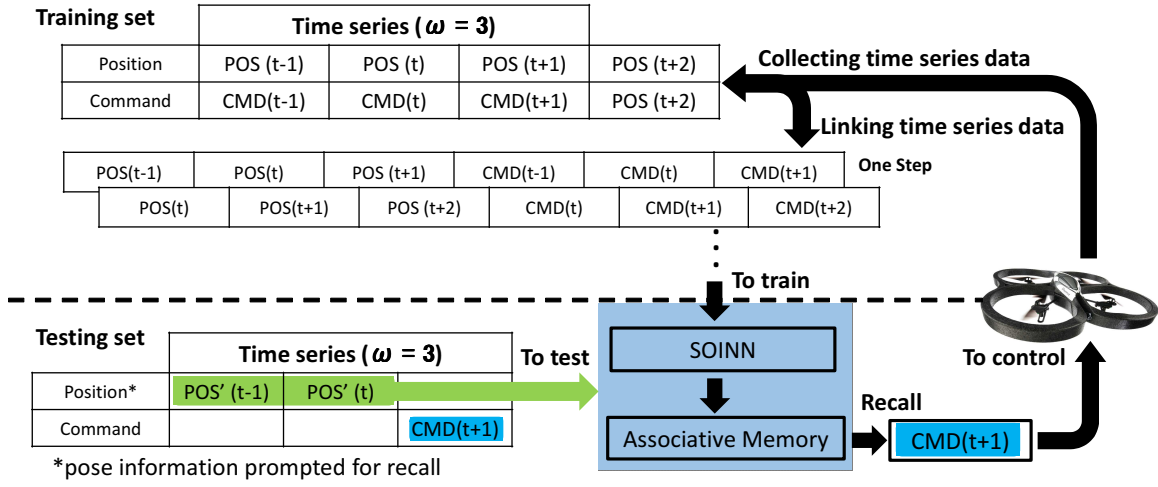 Training set
Time series ( ω = 3 )
Position POS (t-1) POS (t) POS (t+1) POS (t+2)
Command CMD(t-1) CMD(t) CMD(t+1) POS (t+2)
Collecting time series data
Linking time series data
POS(t-1) POS(t) POS (t+1) CMD(t-1) CMD(t) CMD(t+1) One Step
POS(t) POS(t+1) POS (t+2) CMD(t) CMD(t+1) CMD(t+2)
To train
Testing set
Time series ( ω = 3 )
Position* POS' (t-1) POS' (t)
Command CMD(t+1)
*pose information prompted for recall
To test
SOINN
Associative Memory
Recall
CMD(t+1)
To control